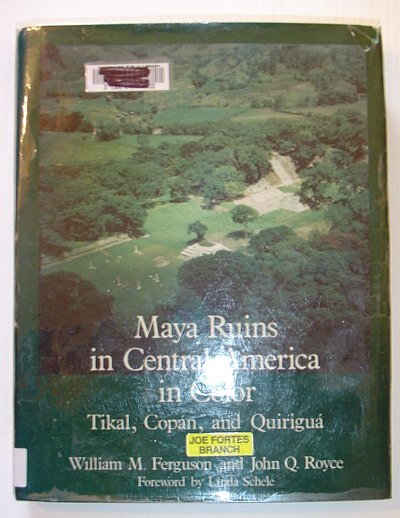 Maya Ruins
in Central America
in Color
Tikal, Copan, and Quiriguá
JOE FORTES
BRANCH
William M. Ferguson and John Q. Royce
Foreword by Linda Schele